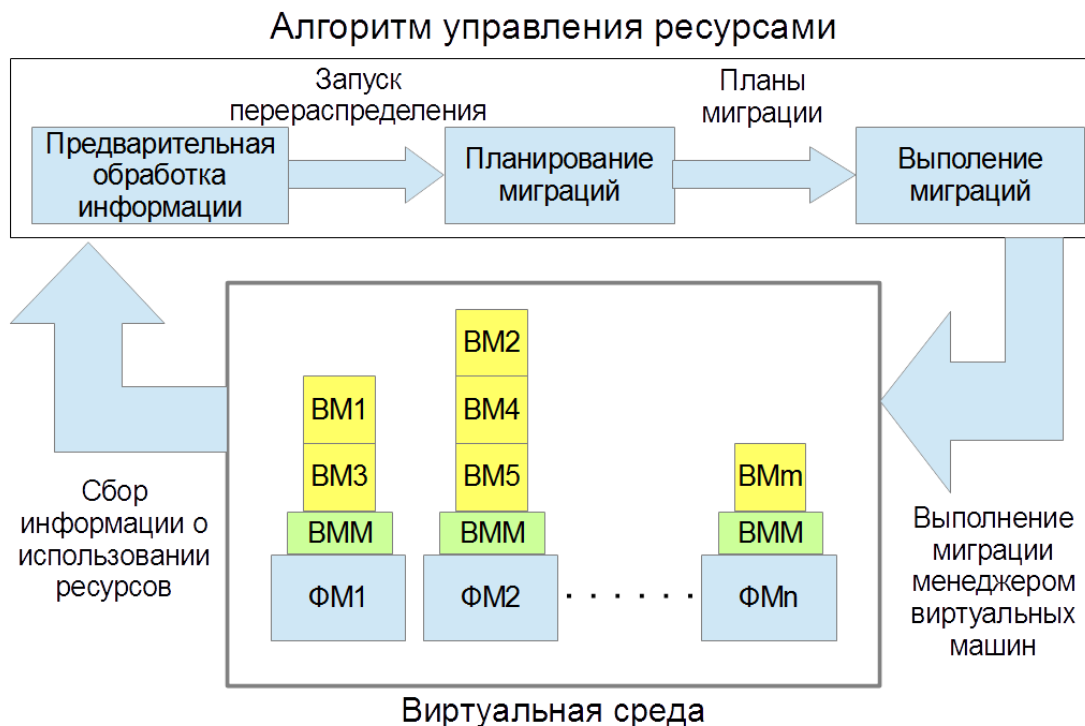 Алгоритм управления ресурсами
Запуск
перераспределения
Планы
миграции
Предварительная
обработка
информации
Планирование
миграций
Выполение
миграций
ВМ2
ВМ1
ВМ4
ВМ3
ВМ5
ВМm
ВММ
ВММ
ВММ
ФМ1
ФМ2
. . . . . .
ФМn
Сбор
информации о
использовании
ресурсов
Выполнение
миграции
менеджером
виртуальных
машин
Виртуальная среда